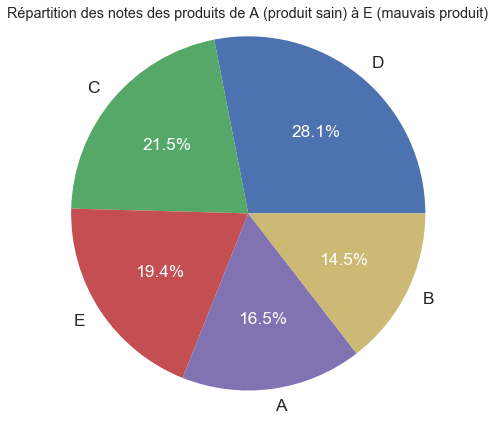 Répartition des notes des produits de A (produit sain) à E (mauvais produit)
D
28.1%
C
21.5%
E
19.4%
A
16.5%
B
14.5%